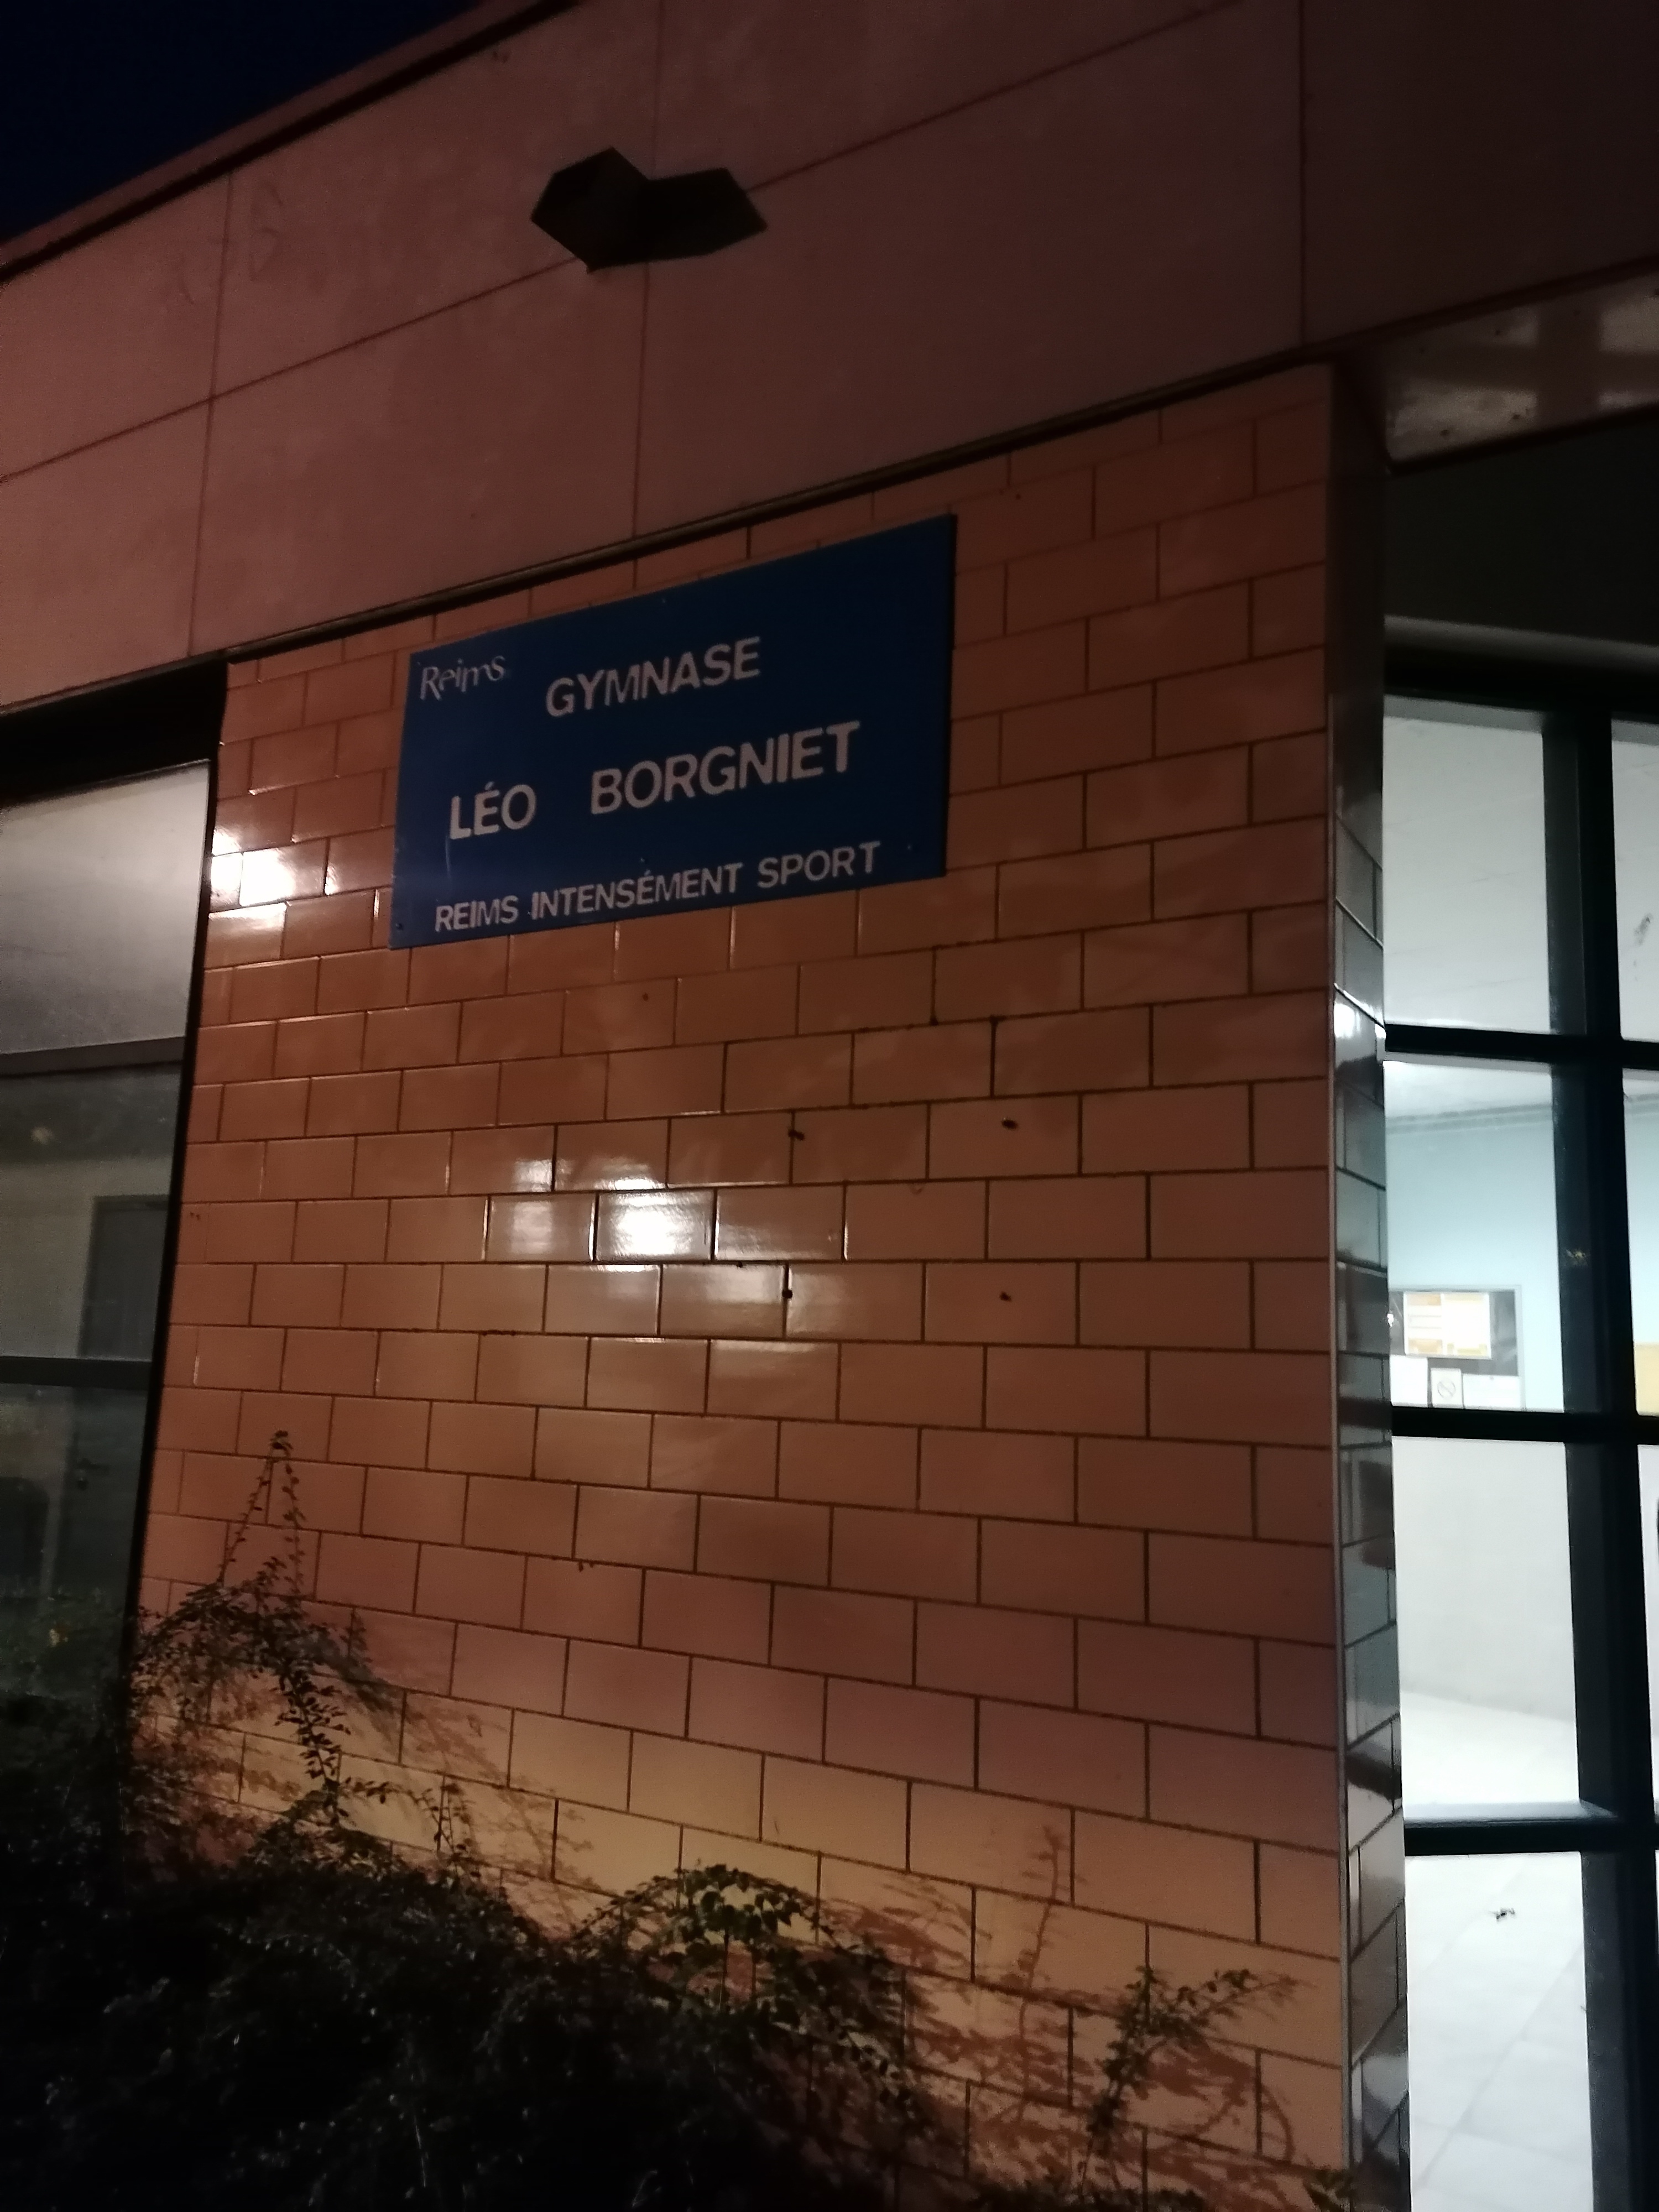 Reims
GYMNASE
LÉO BORGNIET
REIMS INTENSÉMENT SPORT